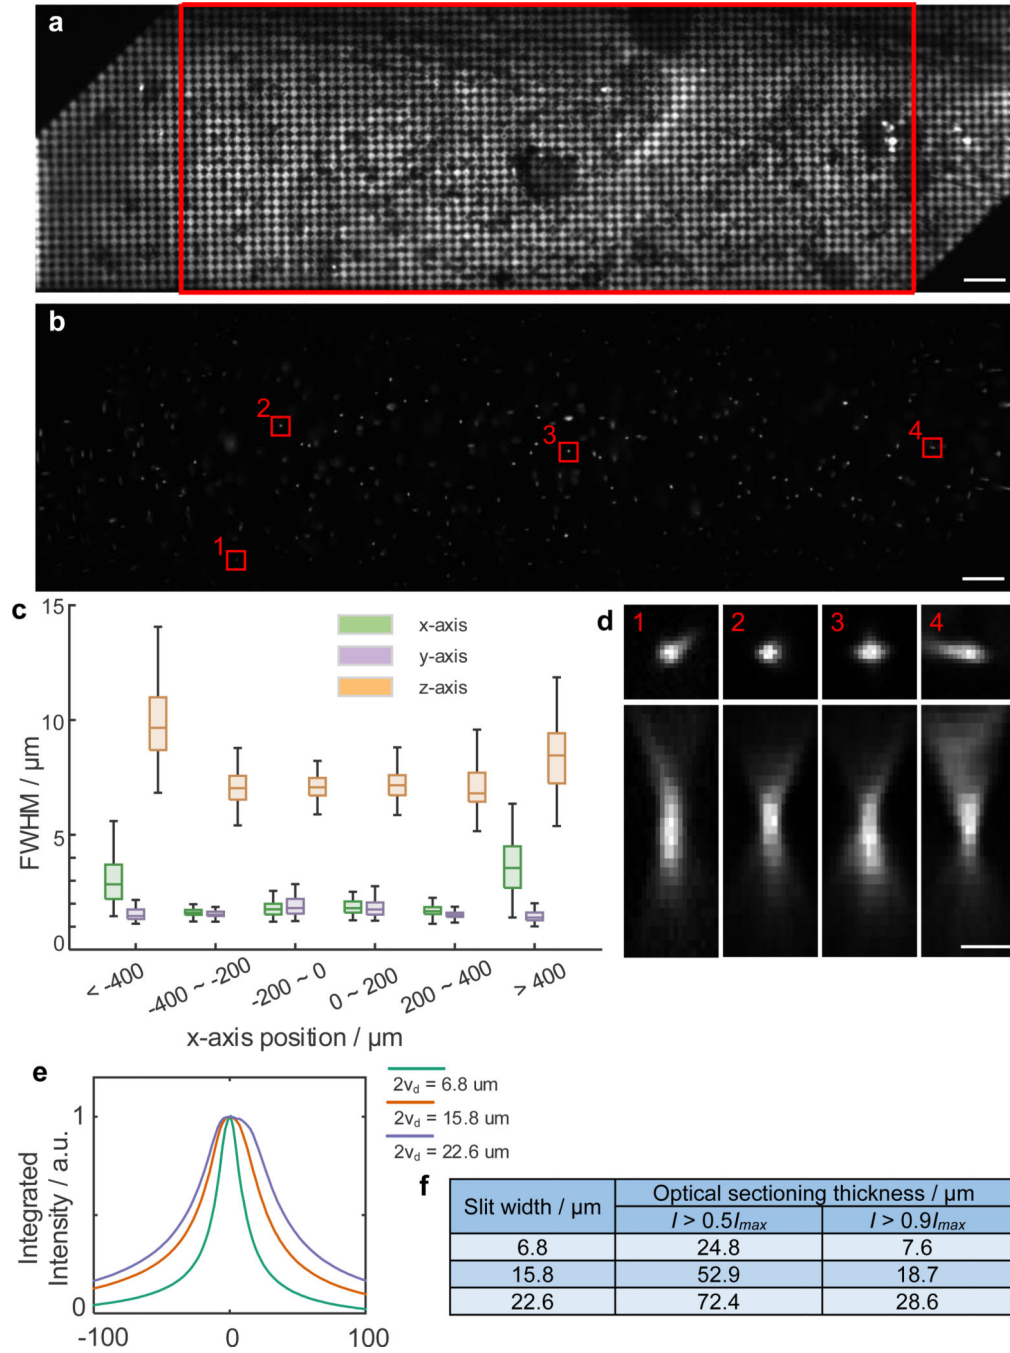 a
b
1
2
3
4
c
15
10
5
0
FWHM / μm
x-axis
y-axis
z-axis
< -400
-400 ~ -200
-200 ~ 0
0 ~ 200
200 ~ 400
> 400
x-axis position / μm
d
1
2
3
4
e
1
0
Integrated
Intensity / a.u.
-100
0
100
2vd = 6.8 um
2vd = 15.8 um
2vd = 22.6 um
f
Slit width / μm
Optical sectioning thickness / μm
I > 0.5Imax
I > 0.9Imax
6.8 24.8 7.6
15.8 52.9 18.7
22.6 72.4 28.6